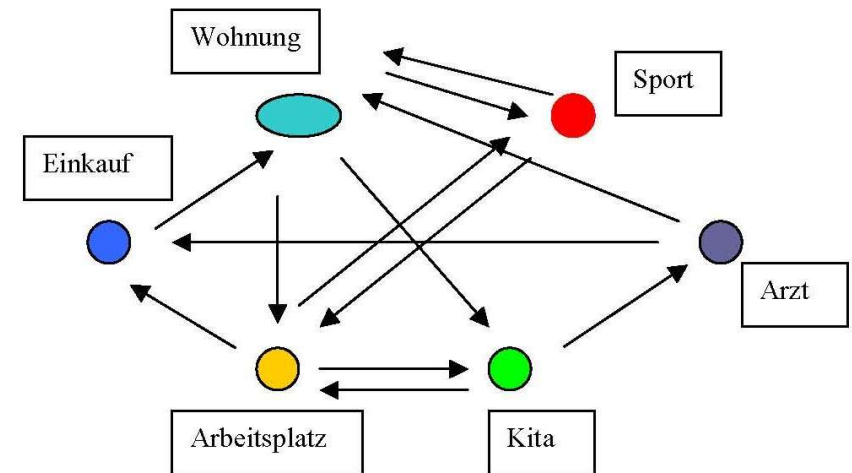 Wohnung
Sport
Einkauf
Arzt
Arbeitsplatz
Kita